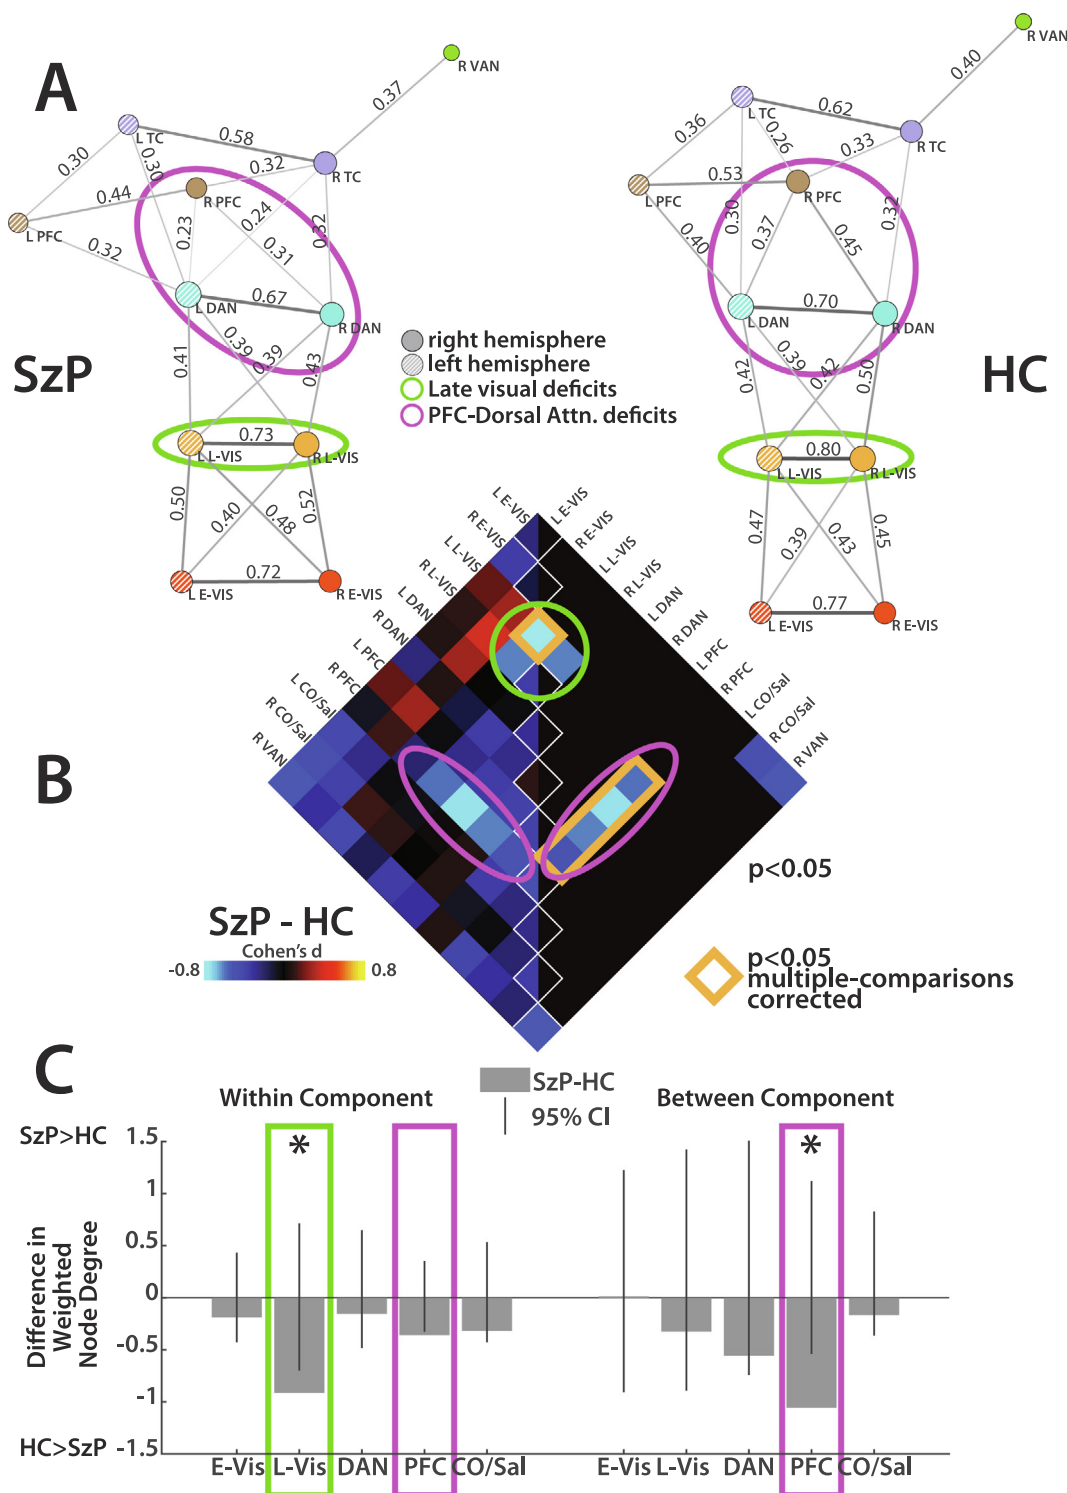 A
SzP
R VAN
0.37
L TC
0.58
R TC
0.30
0.30
0.32
0.44
R PFC
L PFC
0.23
0.24
0.32
0.32
0.31
L DAN
0.67
R DAN
0.41
0.39
0.39
0.43
0.73
L L-VIS
R L-VIS
0.50
0.40
0.48
0.52
0.72
L E-VIS
R E-VIS
right hemisphere
left hemisphere
Late visual deficits
PFC-Dorsal Attn. deficits
HC
R VAN
0.40
L TC
0.62
R TC
0.36
0.26
0.33
0.53
R PFC
L PFC
0.30
0.37
0.45
0.32
0.40
L DAN
0.70
R DAN
0.42
0.39
0.42
0.50
0.80
L L-VIS
R L-VIS
0.47
0.39
0.43
0.45
0.77
L E-VIS
R E-VIS
B
L E-VIS
R E-VIS
L L-VIS
R L-VIS
L DAN
R DAN
L PFC
R PFC
L CO/Sal
R CO/Sal
R VAN
L E-VIS
R E-VIS
L L-VIS
R L-VIS
L DAN
R DAN
L PFC
R PFC
L CO/Sal
R CO/Sal
R VAN
SzP - HC
Cohen's d
-0.8
0.8
p<0.05
p<0.05
multiple-comparisons
corrected
C
SzP-HC
95% CI
Within Component
Between Component
SzP>HC
1.5
1
0.5
0
-0.5
-1
-1.5
HC>SzP
Difference in
Weighted
Node Degree
*
*
E-Vis L-Vis DAN PFC CO/Sal
E-Vis L-Vis DAN PFC CO/Sal